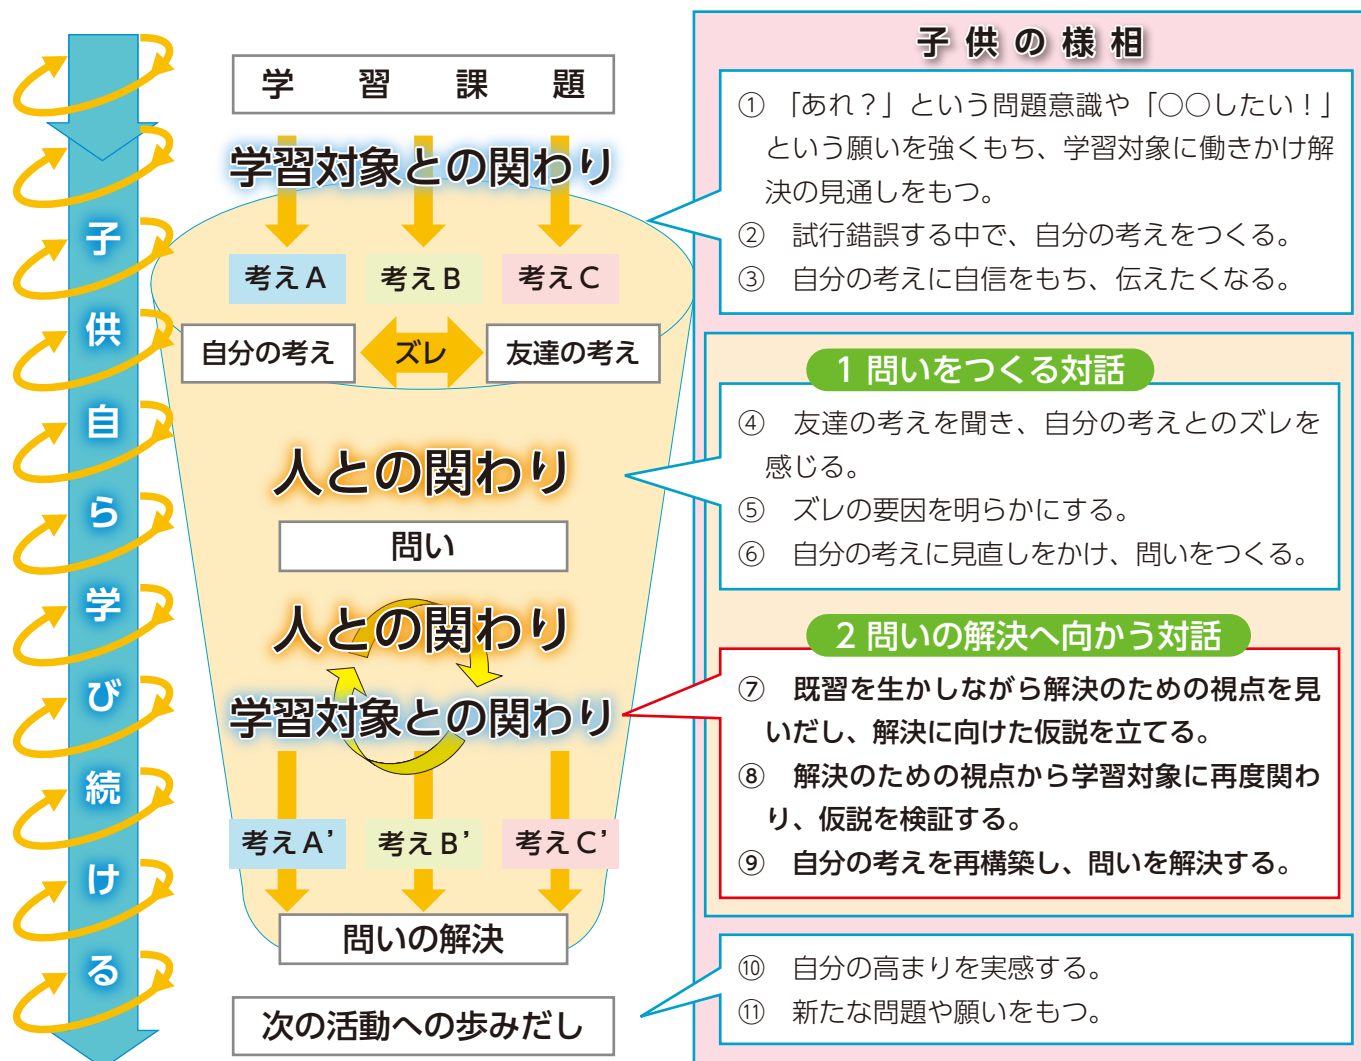 子供自ら学び続ける
学習課題
学習対象との関わり
考えA 考えB 考えC
自分の考え ズレ 友達の考え
人との関わり
問い
人との関わり
学習対象との関わり
考えA’ 考えB’ 考えC’
問いの解決
次の活動への歩みだし
子供の様相
① 「あれ？」という問題意識や「○○したい！」
という願いを強くもち、学習対象に働きかけ解
決の見通しをもつ。
② 試行錯誤する中で、自分の考えをつくる。
③ 自分の考えに自信をもち、伝えたくなる。
1 問いをつくる対話
④ 友達の考えを聞き、自分の考えとのズレを
感じる。
⑤ ズレの要因を明らかにする。
⑥ 自分の考えに見直しをかけ、問いをつくる。
2 問いの解決へ向かう対話
⑦ 既習を生かしながら解決のための視点を見
いだし、解決に向けた仮説を立てる。
⑧ 解決のための視点から学習対象に再度関わ
り、仮説を検証する。
⑨ 自分の考えを再構築し、問いを解決する。
⑩ 自分の高まりを実感する。
⑪ 新たな問題や願いをもつ。